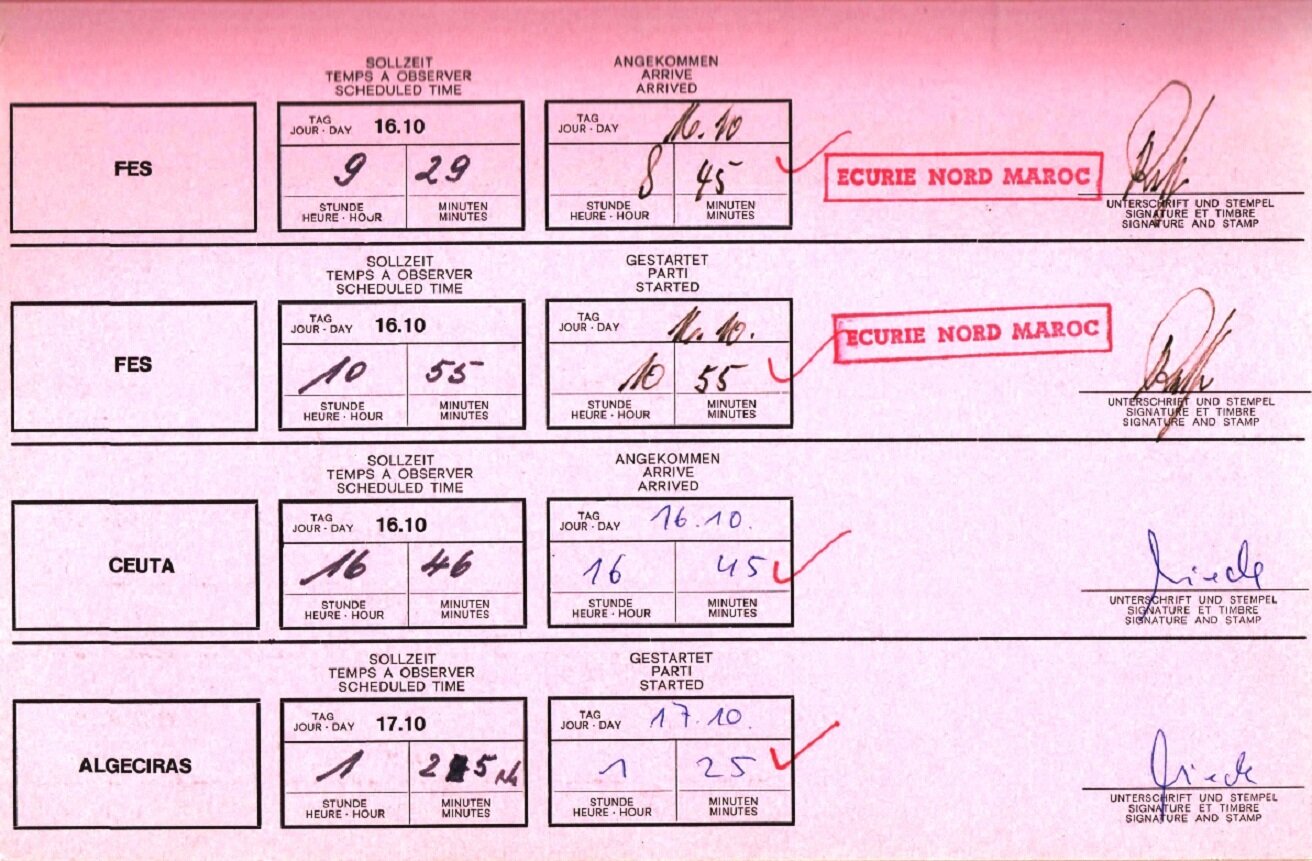 SOLLZEIT
TEMPS A OBSERVER
SCHEDULED TIME
ANGEKOMMEN
ARRIVE
ARRIVED
FES
TAG
JOUR · DAY 16.10
9 29
STUNDE
HEURE · HOUR
MINUTEN
MINUTES
TAG
JOUR · DAY 16.10
8 45
STUNDE
HEURE · HOUR
MINUTEN
MINUTES
ECURIE NORD MAROC
UNTERSCHRIFT UND STEMPEL
SIGNATURE ET TIMBRE
SIGNATURE AND STAMP
SOLLZEIT
TEMPS A OBSERVER
SCHEDULED TIME
GESTARTET
PARTI
STARTED
FES
TAG
JOUR · DAY 16.10
10 55
STUNDE
HEURE · HOUR
MINUTEN
MINUTES
TAG
JOUR · DAY 16.10.
10 55
STUNDE
HEURE · HOUR
MINUTEN
MINUTES
ECURIE NORD MAROC
UNTERSCHRIFT UND STEMPEL
SIGNATURE ET TIMBRE
SIGNATURE AND STAMP
SOLLZEIT
TEMPS A OBSERVER
SCHEDULED TIME
ANGEKOMMEN
ARRIVE
ARRIVED
CEUTA
TAG
JOUR · DAY 16.10
16 46
STUNDE
HEURE · HOUR
MINUTEN
MINUTES
TAG
JOUR · DAY 16.10.
16 45
STUNDE
HEURE · HOUR
MINUTEN
MINUTES
UNTERSCHRIFT UND STEMPEL
SIGNATURE ET TIMBRE
SIGNATURE AND STAMP
SOLLZEIT
TEMPS A OBSERVER
SCHEDULED TIME
GESTARTET
PARTI
STARTED
ALGECIRAS
TAG
JOUR · DAY 17.10
1 25
STUNDE
HEURE · HOUR
MINUTEN
MINUTES
TAG
JOUR · DAY 17.10.
1 25
STUNDE
HEURE · HOUR
MINUTEN
MINUTES
UNTERSCHRIFT UND STEMPEL
SIGNATURE ET TIMBRE
SIGNATURE AND STAMP